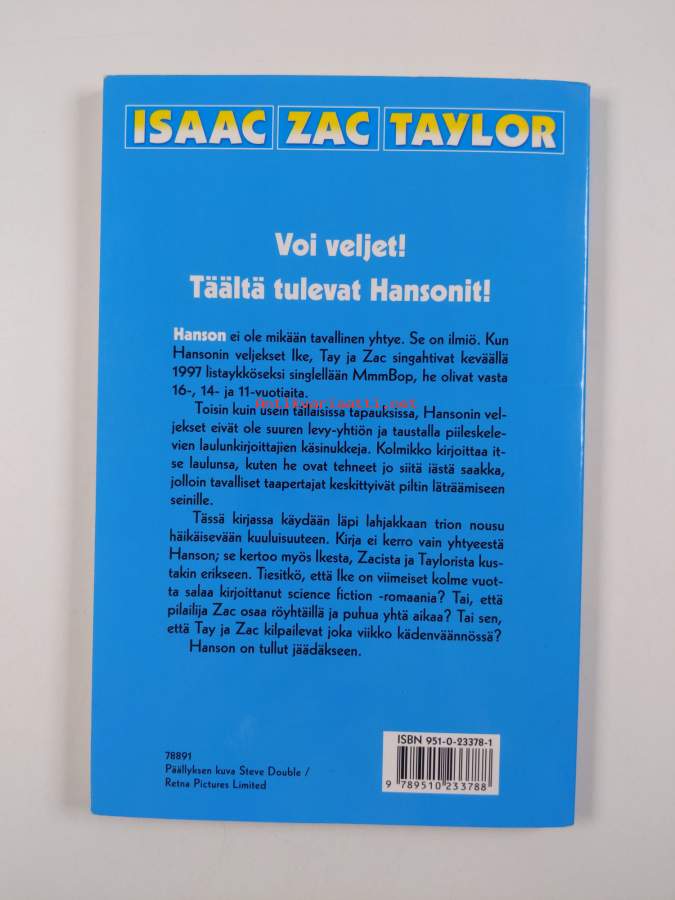 ISAAC ZAC TAYLOR
Voi veljet!
Täältä tulevat Hansonit!
Hanson ei ole mikään tavallinen yhtye. Se on ilmiö. Kun
Hansonin veljekset Ike, Tay ja Zac singahtivat keväällä
1997 listaykköseksi singlellään MmmBop, he olivat vasta
16-, 14- ja 11-vuotiaita.
antikvariaatti.net
Toisin kuin usein tällaisissa tapauksissa, Hansonin vel-
jekset eivät ole suuren levy-yhtiön ja taustalla piileskele-
vien laulunkirjoittajien käsinukkeja. Kolmikko kirjoittaa it-
se laulunsa, kuten he ovat tehneet jo siitä iästä saakka,
jolloin tavalliset taapertajat keskittyivät piltin läträämiseen
seinille.
Tässä kirjassa käydään läpi lahjakkaan trion nousu
häikäisevään kuuluisuuteen. Kirja ei kerro vain yhtyeestä
Hanson; se kertoo myös Ikesta, Zacista ja Taylorista kus-
takin erikseen. Tiesitkö, että Ike on viimeiset kolme vuot-
ta salaa kirjoittanut science fiction -romaania? Tai, että
pilailija Zac osaa röyhtäillä ja puhua yhtä aikaa? Tai sen,
että Tay ja Zac kilpailevat joka viikko kädenväännössä?
Hanson on tullut jäädäkseen.
78891
Päällyksen kuva Steve Double /
Retna Pictures Limited
ISBN 951-0-23378-1
9 789510 233788